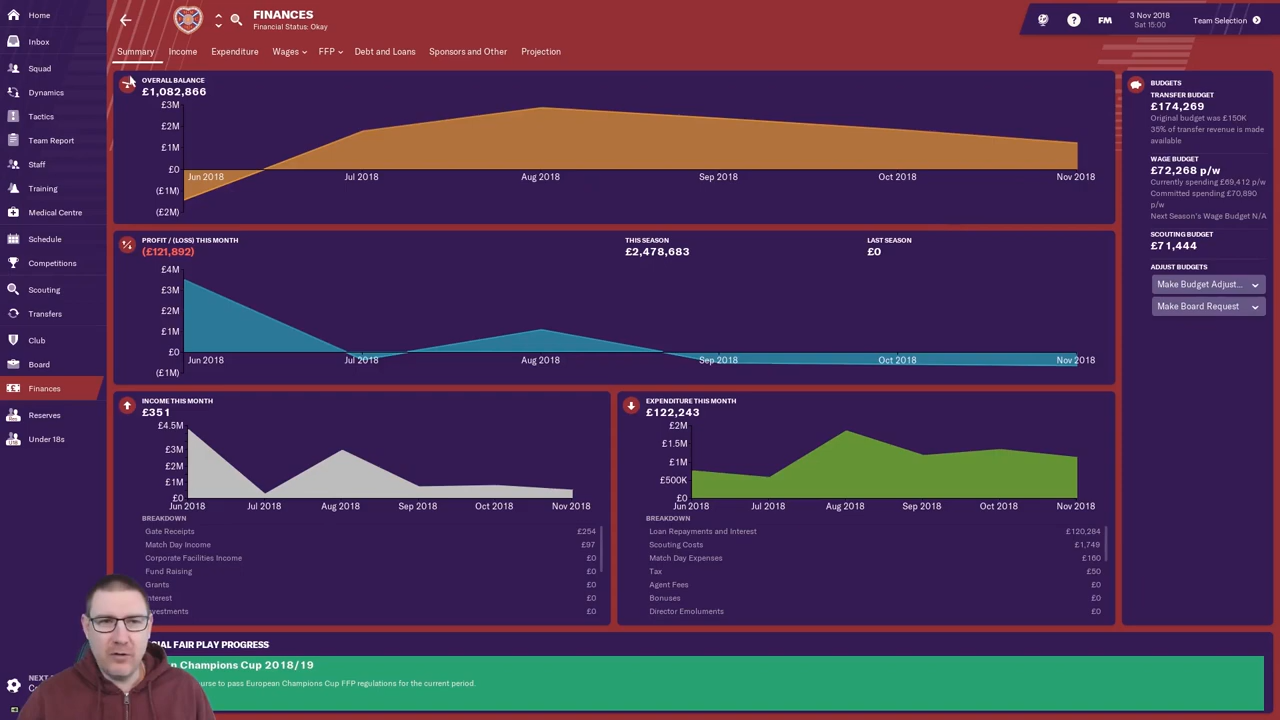 Home
Inbox
Squad
Dynamics
Tactics
Team Report
Staff
Training
Medical Centre
Schedule
Competitions
Scouting
Transfers
Club
Board
Finances
Reserves
Under 18s
FINANCES
Financial Status: Okay
FM
3 Nov 2018
Sat 15:00
Team Selection
Summary
Income
Expenditure
Wages
FFP
Debt and Loans
Sponsors and Other
Projection
OVERALL BALANCE
£1,082,866
£3M
£2M
£1M
£0
(£1M)
(£2M)
Jun 2018
Jul 2018
Aug 2018
Sep 2018
Oct 2018
Nov 2018
PROFIT / (LOSS) THIS MONTH
(£121,892)
THIS SEASON
£2,478,683
LAST SEASON
£0
£4M
£3M
£2M
£1M
£0
(£1M)
Jun 2018
Jul 2018
Aug 2018
Sep 2018
Oct 2018
Nov 2018
INCOME THIS MONTH
£351
£4.5M
£3M
£2M
£1M
£0
Jun 2018
Jul 2018
Aug 2018
Sep 2018
Oct 2018
Nov 2018
BREAKDOWN
Gate Receipts £254
Match Day Income £97
Corporate Facilities Income £0
Fund Raising £0
Grants £0
nterest £0
vestments £0
EXPENDITURE THIS MONTH
£122,243
£2M
£1.5M
£1M
£500K
£0
Jun 2018
Jul 2018
Aug 2018
Sep 2018
Oct 2018
Nov 2018
BREAKDOWN
Loan Repayments and Interest £120,284
Scouting Costs £1,749
Match Day Expenses £160
Tax £50
Agent Fees £0
Bonuses £0
Director Emoluments £0
BUDGETS
TRANSFER BUDGET
£174,269
Original budget was £150K
35% of transfer revenue is made
available
WAGE BUDGET
£72,268 p/w
Currently spending £69,412 p/w
Committed spending £70,890
p/w
Next Season's Wage Budget N/A
SCOUTING BUDGET
£71,444
ADJUST BUDGETS
Make Budget Adjust...
Make Board Request
CIAL FAIR PLAY PROGRESS
n Champions Cup 2018/19
urse to pass European Champions Cup FFP regulations for the current period.
NEX